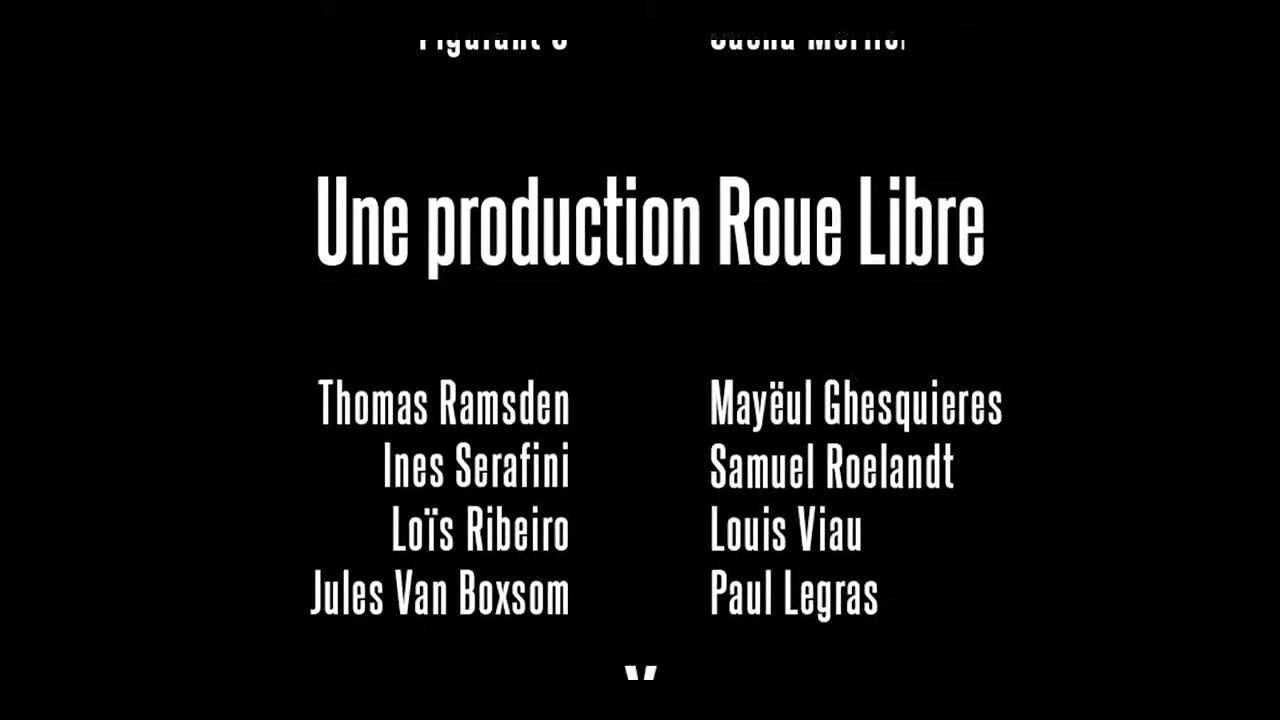 Une production Roue Libre
Thomas Ramsden Mayëul Ghesquieres
Ines Serafini Samuel Roelandt
Loïs Ribeiro Louis Viau
Jules Van Boxsom Paul Legras